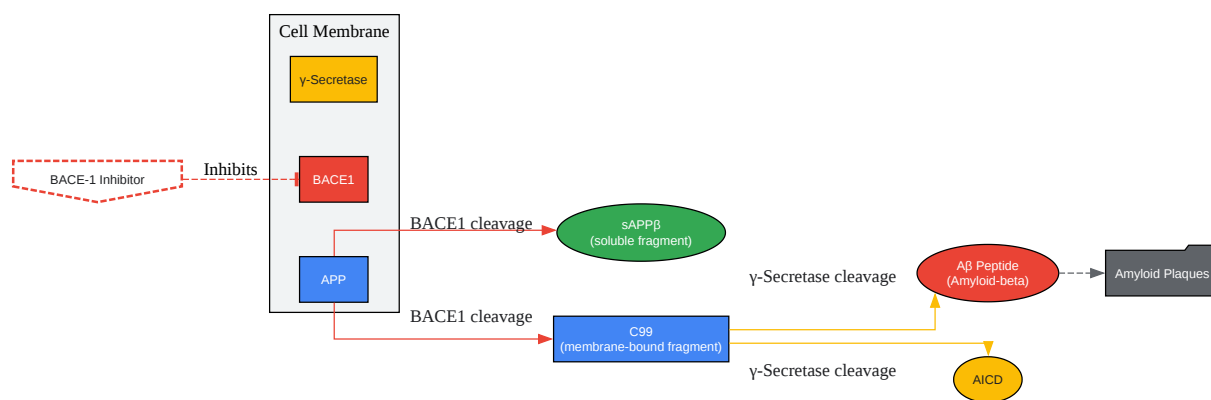 Cell Membrane
γ-Secretase
BACE-1 Inhibitor
Inhibits
BACE1
BACE1 cleavage
sAPPβ
(soluble fragment)
APP
BACE1 cleavage
C99
(membrane-bound fragment)
γ-Secretase cleavage
Aβ Peptide
(Amyloid-beta)
Amyloid Plaques
γ-Secretase cleavage
AICD